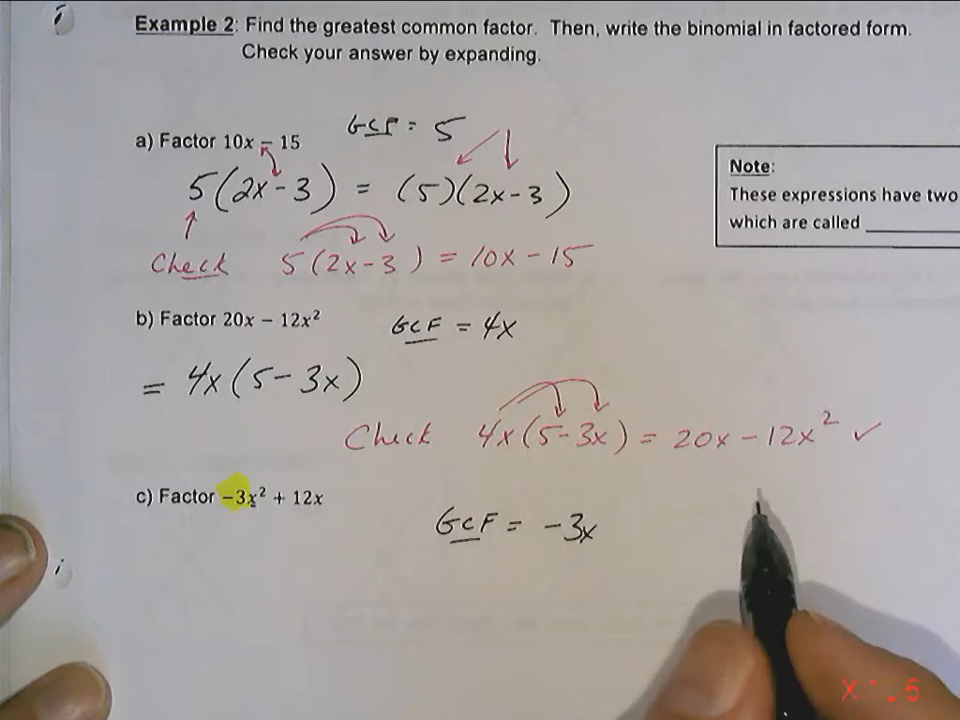 Example 2: Find the greatest common factor. Then, write the binomial in factored form.
Check your answer by expanding.
a) Factor 10x – 15
GCF = 5
5(2x - 3) = (5)(2x - 3)
Check 5(2x - 3) = 10x - 15
Note:
These expressions have two
which are called ________
b) Factor 20x − 12x²
GCF = 4x
= 4x(5 - 3x)
Check 4x(5 - 3x) = 20x - 12x² ✓
c) Factor −3x² + 12x
GCF = -3x